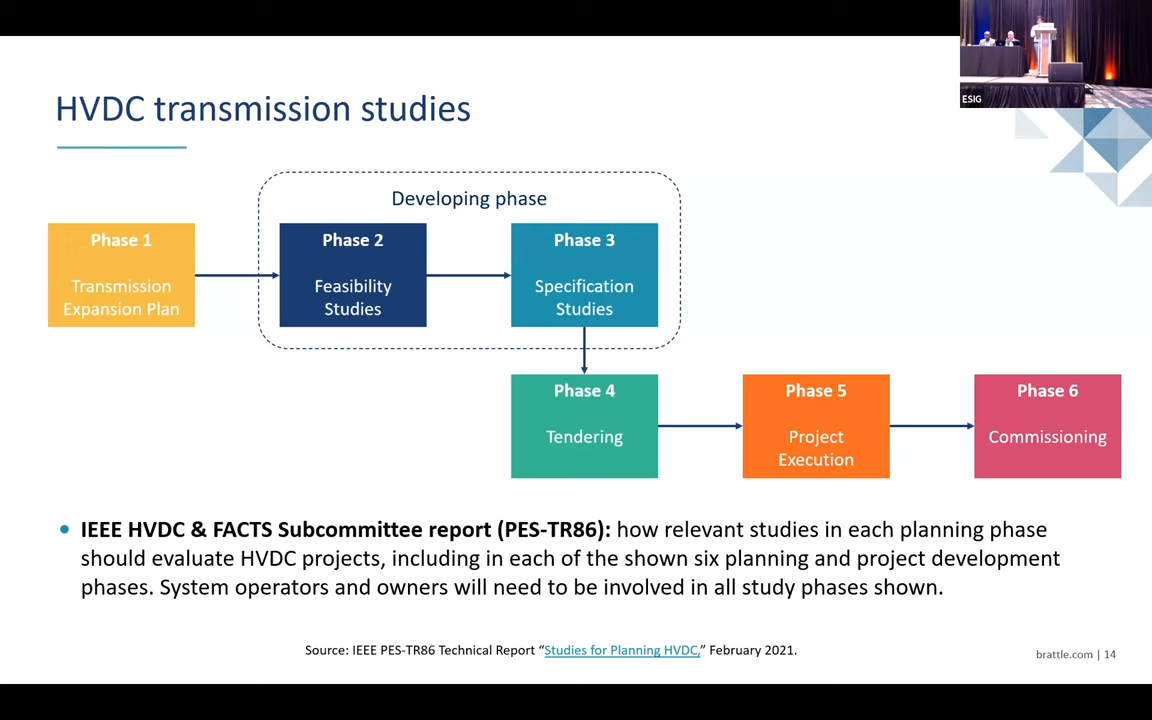 ESIG
HVDC transmission studies
Developing phase
Phase 1
Transmission
Expansion Plan
Phase 2
Feasibility
Studies
Phase 3
Specification
Studies
Phase 4
Tendering
Phase 5
Project
Execution
Phase 6
Commissioning
• IEEE HVDC & FACTS Subcommittee report (PES-TR86): how relevant studies in each planning phase
should evaluate HVDC projects, including in each of the shown six planning and project development
phases. System operators and owners will need to be involved in all study phases shown.
Source: IEEE PES-TR86 Technical Report “Studies for Planning HVDC,” February 2021.
brattle.com | 14